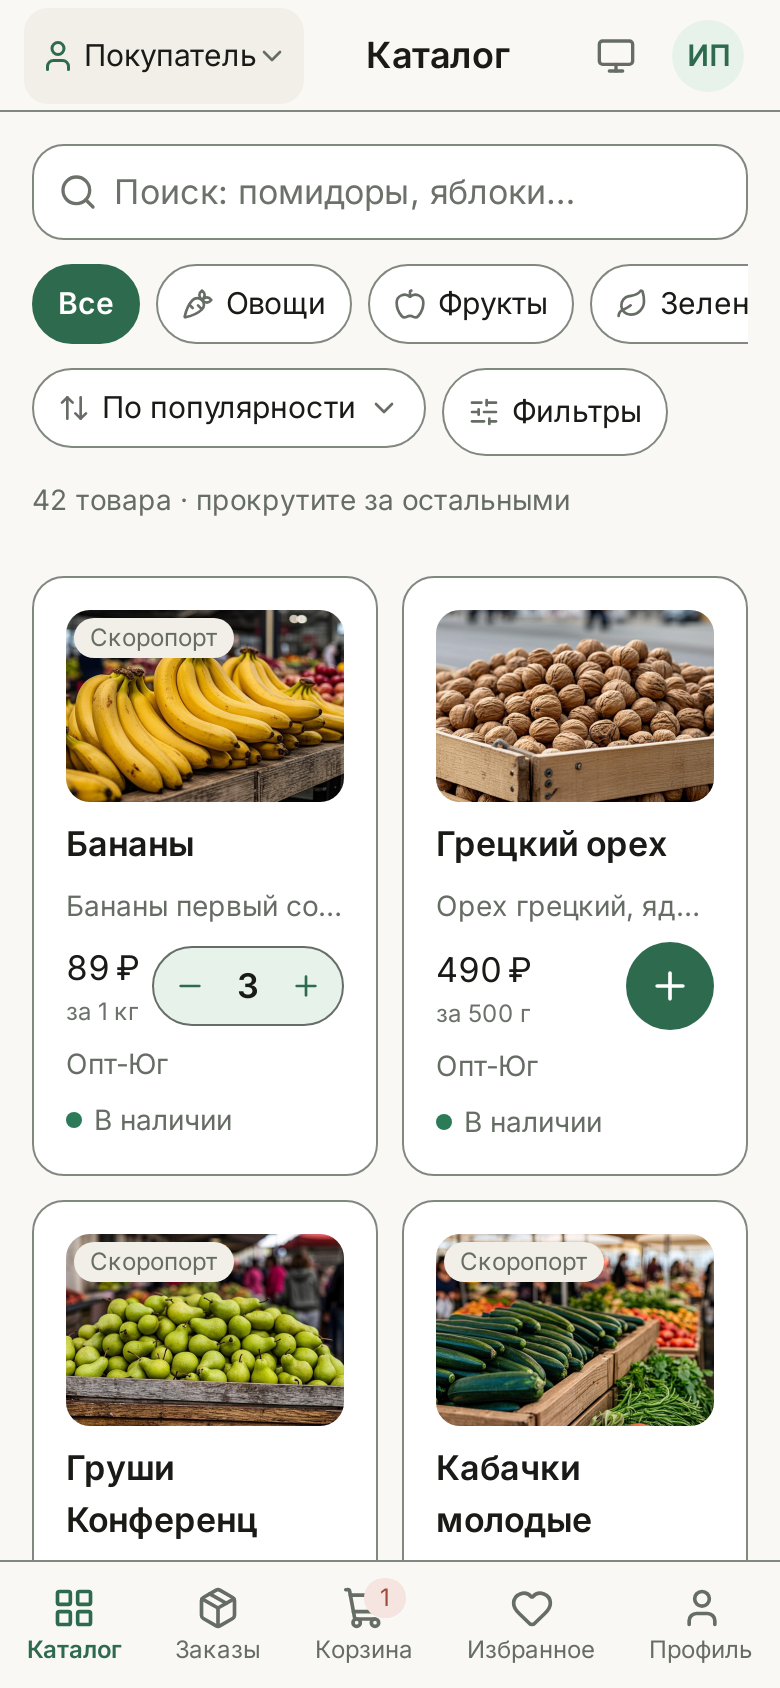 Покупатель
Каталог
ИП
Поиск: помидоры, яблоки...
Все
Овощи
Фрукты
Зелен
По популярности
Фильтры
42 товара · прокрутите за остальными
Скоропорт
Бананы
Бананы первый со...
89 ₽
за 1 кг
3
Опт-Юг
В наличии
Грецкий орех
Орех грецкий, яд...
490 ₽
за 500 г
Опт-Юг
В наличии
Скоропорт
Груши
Конференц
Скоропорт
Кабачки
молодые
Каталог
Заказы
1
Корзина
Избранное
Профиль